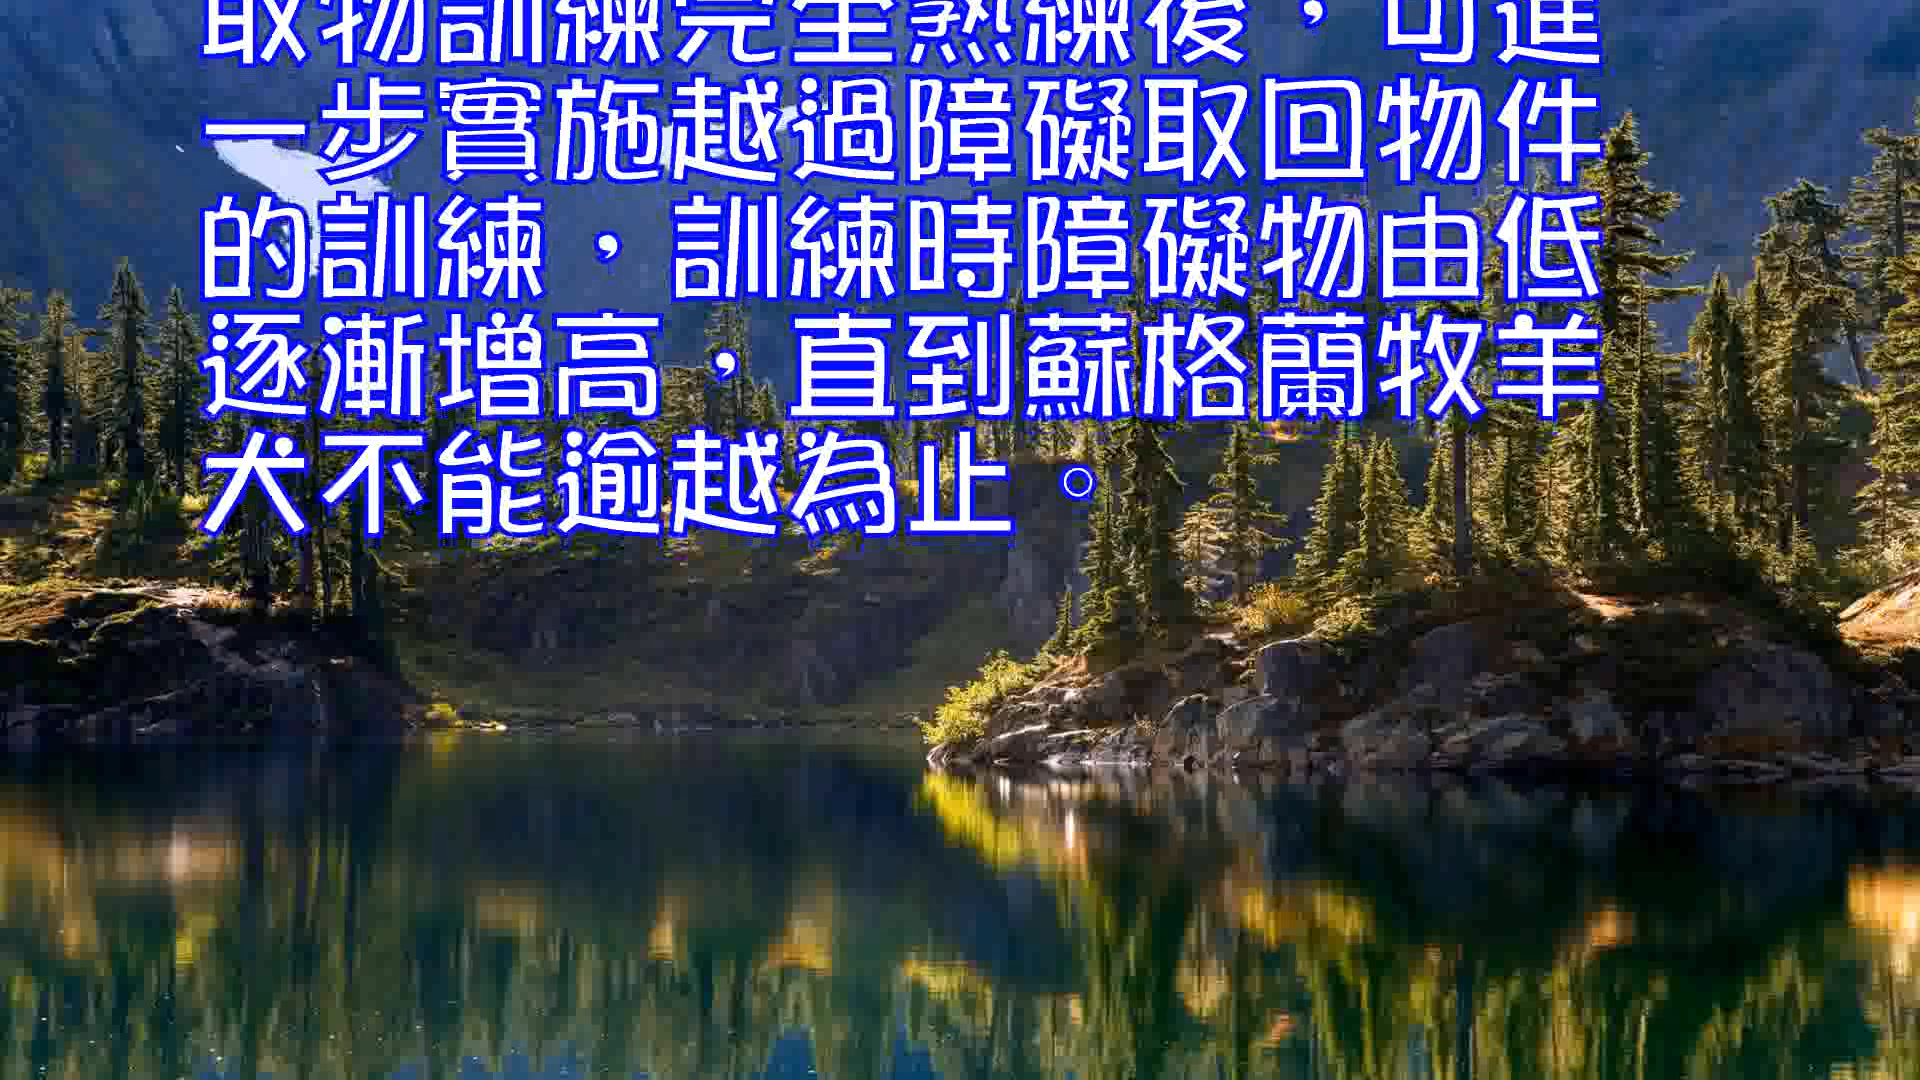 取物訓練完全熟練後，可進
一步實施越過障礙取回物件
的訓練，訓練時障礙物由低
逐漸增高，直到蘇格蘭牧羊
犬不能逾越為止。